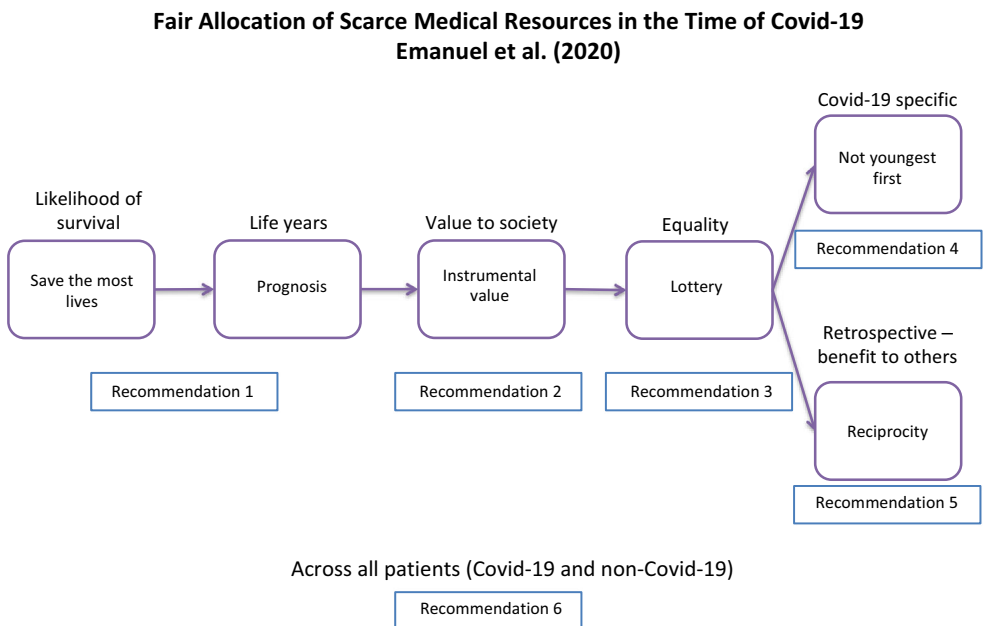 Fair Allocation of Scarce Medical Resources in the Time of Covid-19
Emanuel et al. (2020)
Covid-19 specific
Not youngest
first
Recommendation 4
Likelihood of
survival
Save the most
lives
Life years
Prognosis
Recommendation 1
Value to society
Instrumental
value
Recommendation 2
Equality
Lottery
Recommendation 3
Retrospective –
benefit to others
Reciprocity
Recommendation 5
Across all patients (Covid-19 and non-Covid-19)
Recommendation 6